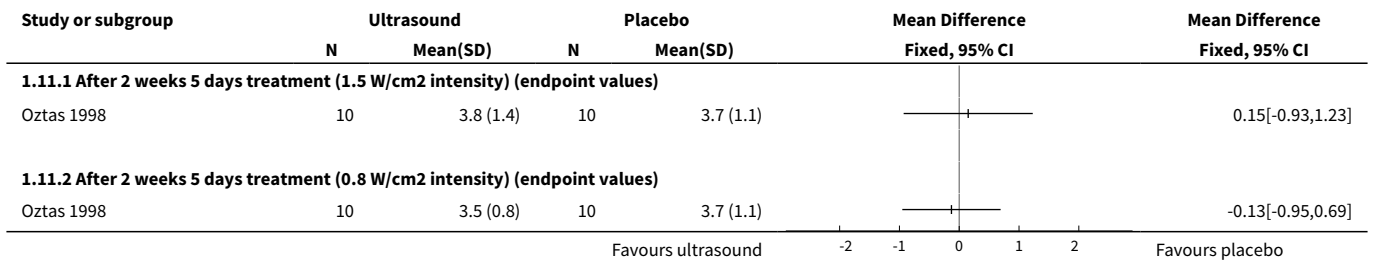 Study or subgroup Ultrasound Placebo Mean Difference Mean Difference
N Mean(SD) N Mean(SD) Fixed, 95% CI Fixed, 95% CI
1.11.1 After 2 weeks 5 days treatment (1.5 W/cm2 intensity) (endpoint values)
Oztas 1998 10 3.8 (1.4) 10 3.7 (1.1) 0.15[-0.93,1.23]
1.11.2 After 2 weeks 5 days treatment (0.8 W/cm2 intensity) (endpoint values)
Oztas 1998 10 3.5 (0.8) 10 3.7 (1.1) -0.13[-0.95,0.69]
Favours ultrasound -2 -1 0 1 2 Favours placebo